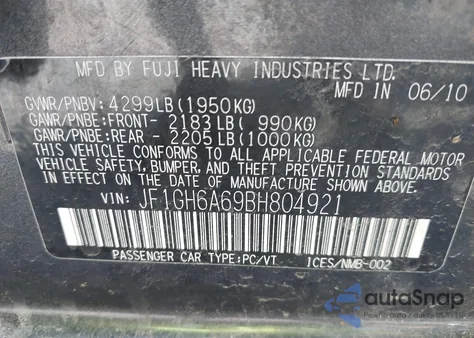 MFD BY FUJI HEAVY INDUSTRIES LTD.
MFD IN 06/10
GVWR/PNBV: 4299LB (1950KG)
GAWR/PNBE: FRONT- 2183LB ( 990KG)
GAWR/PNBE: REAR - 2205LB (1000KG)
THIS VEHICLE CONFORMS TO ALL APPLICABLE FEDERAL MOTOR
VEHICLE SAFETY, BUMPER, AND THEFT PREVENTION STANDARDS
IN EFFECT ON THE DATE OF MANUFACTURE SHOWN ABOVE.
VIN: JF1GH6A69BH804921
PASSENGER CAR TYPE:PC/VT ICES/NMB-002
autoSnap